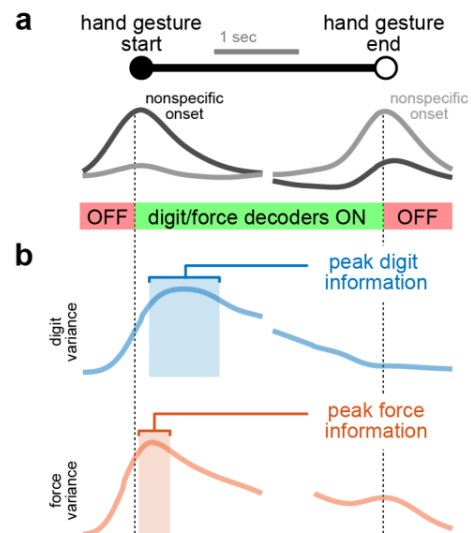 a
hand gesture
start
hand gesture
end
1 sec
nonspecific
onset
nonspecific
onset
OFF
digit/force decoders ON
OFF
b
peak digit
information
digit
variance
peak force
information
force
variance